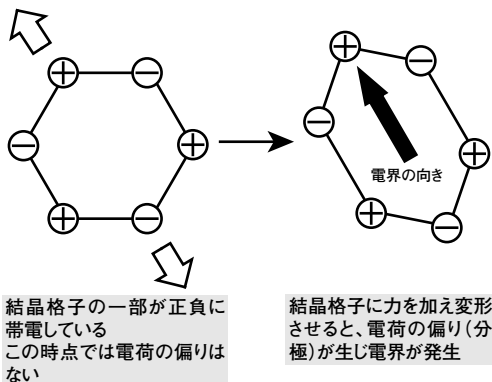 電界の向き
結晶格子の一部が正負に
帯電している
この時点では電荷の偏りは
ない
結晶格子に力を加え変形
させると、電荷の偏り（分
極）が生じ電界が発生